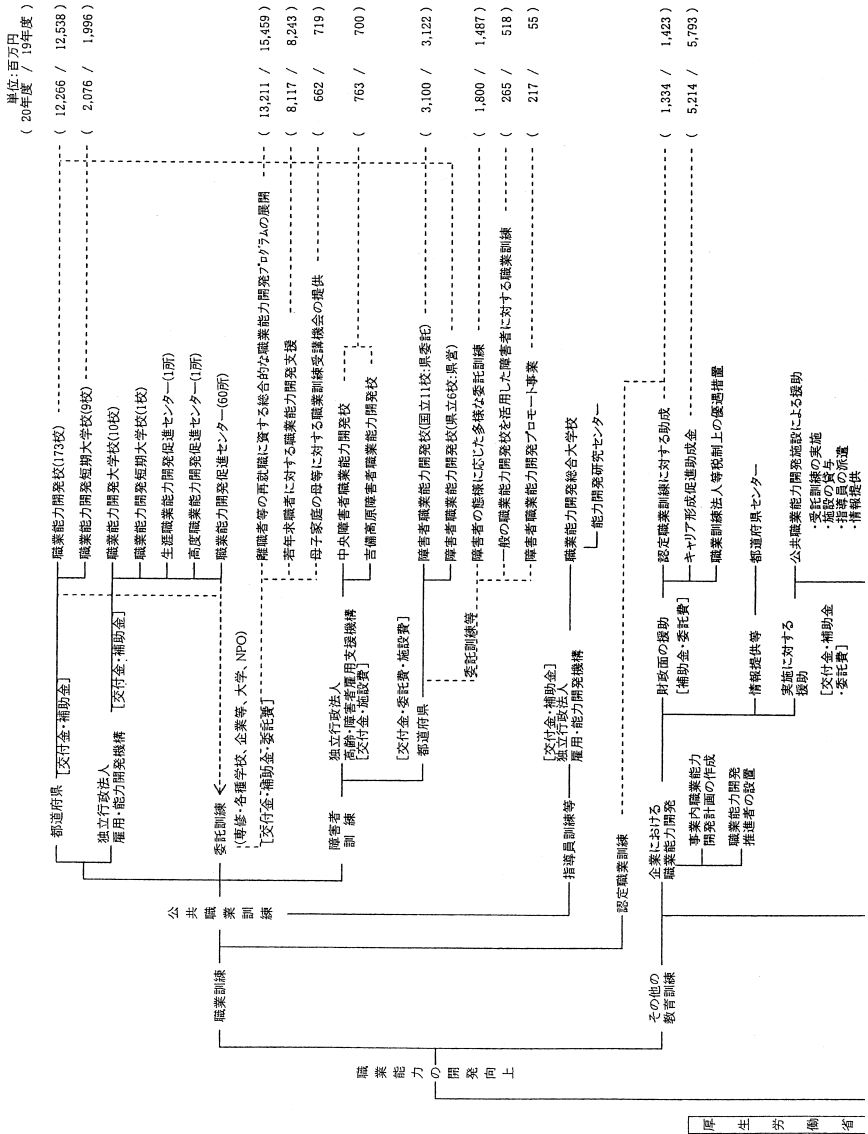 単位:百万円
( 20年度 / 19年度 )
職業能力開発校(173校) ( 12,266 / 12,538 )
職業能力開発短期大学校(9校) ( 2,076 / 1,996 )
職業能力開発大学校(10校)
職業能力開発短期大学校(1校)
生涯職業能力開発促進センター(1所)
高度職業能力開発促進センター(1所)
職業能力開発促進センター(60所)
都道府県 [交付金・補助金]
独立行政法人
雇用・能力開発機構 [交付金・補助金]
離職者等の再就職に資する総合的な職業能力開発プログラムの展開 ( 13,211 / 15,459 )
若年求職者に対する職業能力開発支援 ( 8,117 / 8,243 )
母子家庭の母等に対する職業訓練受講機会の提供 ( 662 / 719 )
委託訓練
(専修・各種学校、企業等、大学、NPO)
[交付金・補助金・委託費]
公共職業訓練
中央障害者職業能力開発校 ( 763 / 700 )
吉備高原障害者職業能力開発校
独立行政法人
高齢・障害者雇用支援機構
[交付金・施設費]
障害者
訓練
[交付金・委託費・施設費]
都道府県
障害者職業能力開発校(国立11校:県委託) ( 3,100 / 3,122 )
障害者職業能力開発校(県立6校:県営)
委託訓練等
障害者の態様に応じた多様な委託訓練 ( 1,800 / 1,487 )
一般の職業能力開発校を活用した障害者に対する職業訓練 ( 265 / 518 )
障害者職業能力開発プロモート事業 ( 217 / 55 )
指導員訓練等
[交付金・補助金]
独立行政法人
雇用・能力開発機構
職業能力開発総合大学校
能力開発研究センター
職業訓練
認定職業訓練
職業能力の開発向上
認定職業訓練に対する助成 ( 1,334 / 1,423 )
キャリア形成促進助成金 ( 5,214 / 5,793 )
職業訓練法人等税制上の優遇措置
財政面の援助
[補助金・委託費]
その他の
教育訓練
企業における
職業能力開発
事業内職業能力
開発計画の作成
職業能力開発
推進者の設置
情報提供等
都道府県センター
実施に対する
援助
[交付金・補助金
・委託費]
公共職業能力開発施設による援助
・受託訓練の実施
・施設の貸与
・指導員の派遣
・情報提供
厚生労働省